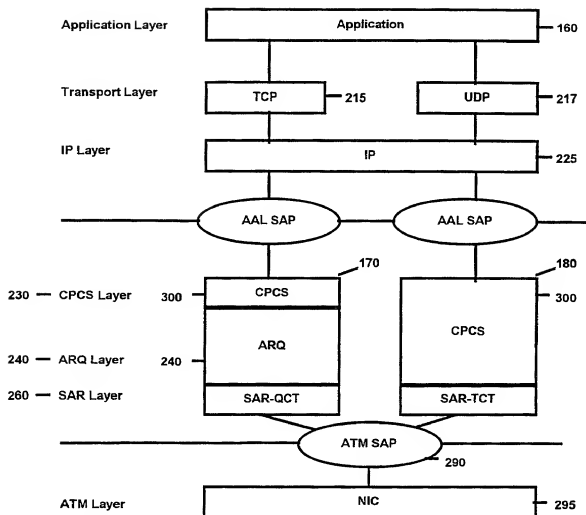 Application Layer Application 160
Transport Layer TCP 215 UDP 217
IP Layer IP 225
AAL SAP AAL SAP
170 180
230 CPCS Layer 300 CPCS 300
CPCS
240 ARQ Layer 240 ARQ
260 SAR Layer SAR-QCT SAR-TCT
ATM SAP
290
ATM Layer NIC 295